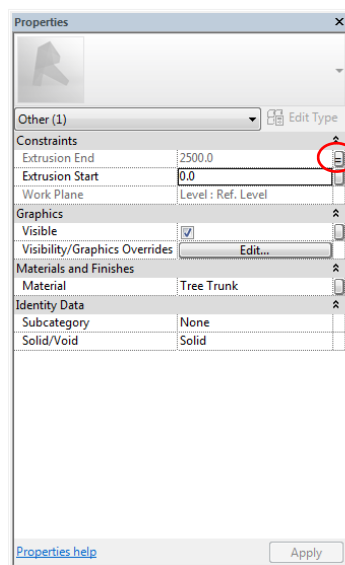 Properties x
Other (1) Edit Type
Constraints
Extrusion End 2500.0 =
Extrusion Start 0.0
Work Plane Level : Ref. Level
Graphics
Visible
Visibility/Graphics Overrides Edit...
Materials and Finishes
Material Tree Trunk
Identity Data
Subcategory None
Solid/Void Solid
Properties help Apply